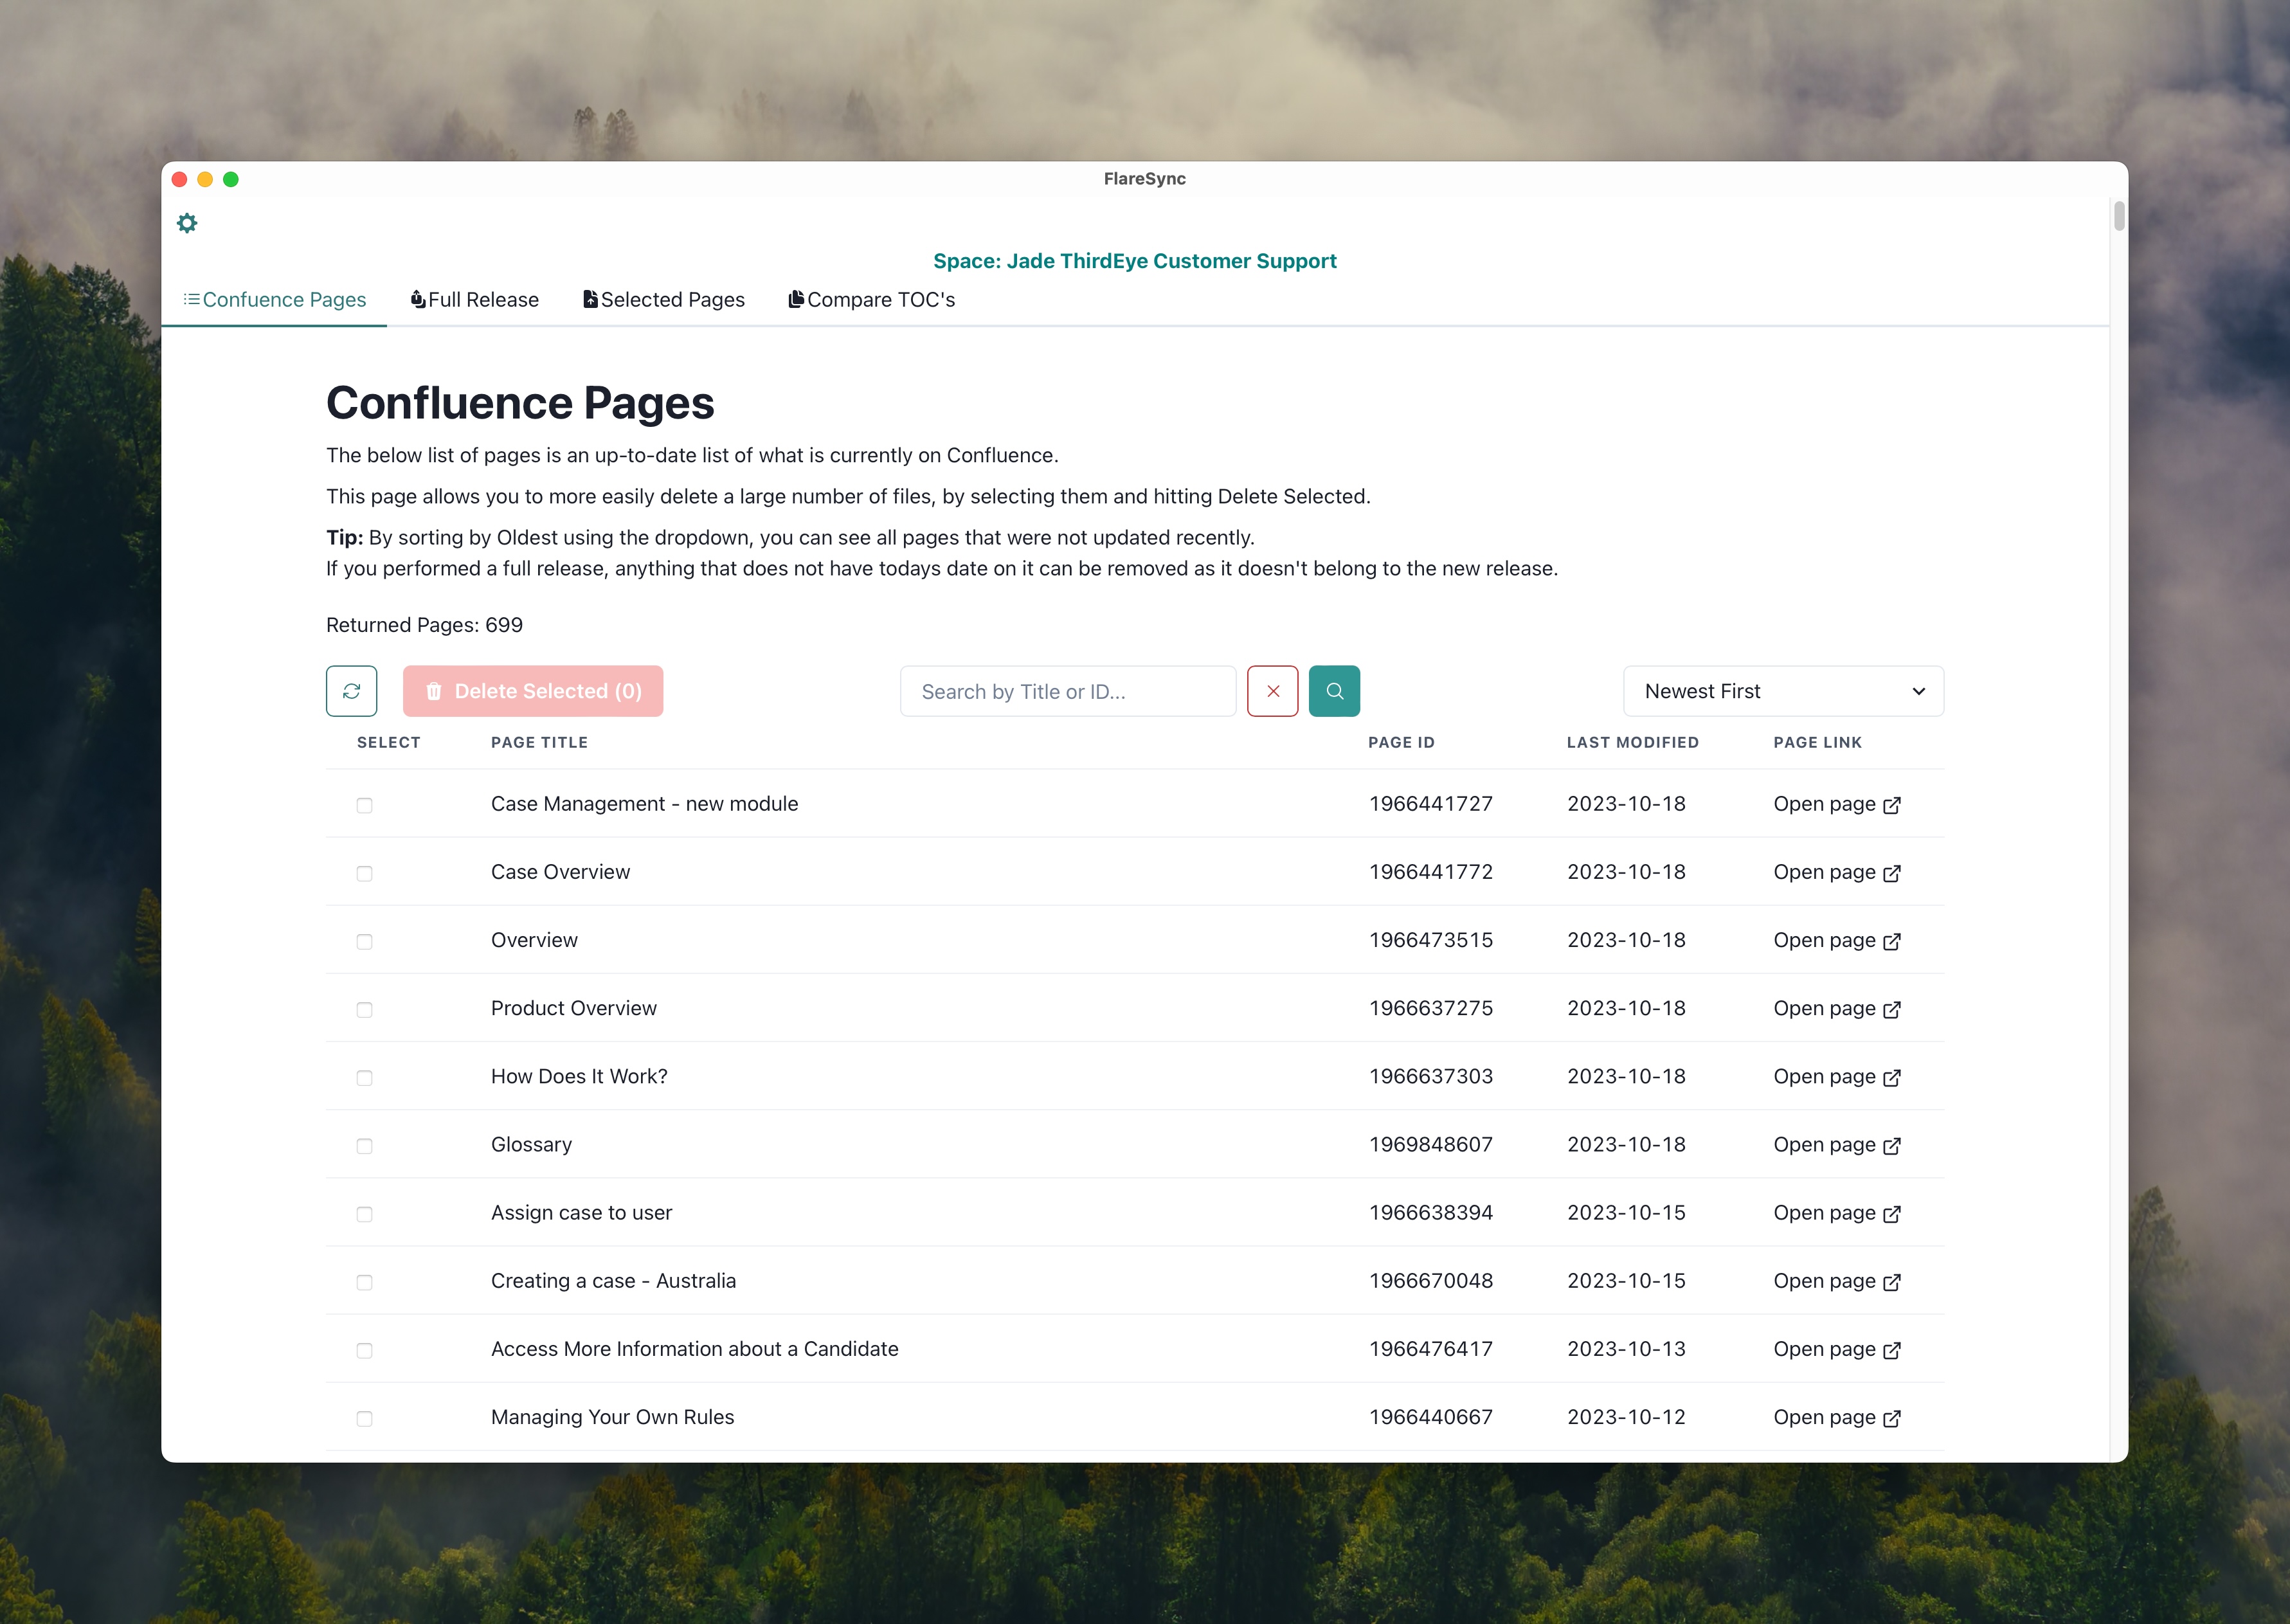 FlareSync
Space: Jade ThirdEye Customer Support
Confuence Pages Full Release Selected Pages Compare TOC's
Confluence Pages
The below list of pages is an up-to-date list of what is currently on Confluence.
This page allows you to more easily delete a large number of files, by selecting them and hitting Delete Selected.
Tip: By sorting by Oldest using the dropdown, you can see all pages that were not updated recently.
If you performed a full release, anything that does not have todays date on it can be removed as it doesn't belong to the new release.
Returned Pages: 699
Delete Selected (0) Search by Title or ID... Newest First
SELECT PAGE TITLE PAGE ID LAST MODIFIED PAGE LINK
Case Management - new module 1966441727 2023-10-18 Open page
Case Overview 1966441772 2023-10-18 Open page
Overview 1966473515 2023-10-18 Open page
Product Overview 1966637275 2023-10-18 Open page
How Does It Work? 1966637303 2023-10-18 Open page
Glossary 1969848607 2023-10-18 Open page
Assign case to user 1966638394 2023-10-15 Open page
Creating a case - Australia 1966670048 2023-10-15 Open page
Access More Information about a Candidate 1966476417 2023-10-13 Open page
Managing Your Own Rules 1966440667 2023-10-12 Open page